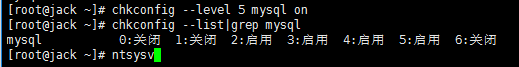 [root@jack ~]# chkconfig --level 5 mysql on
[root@jack ~]# chkconfig --list|grep mysql
mysql 0:关闭 1:关闭 2:启用 3:启用 4:启用 5:启用 6:关闭
[root@jack ~]# ntsysv